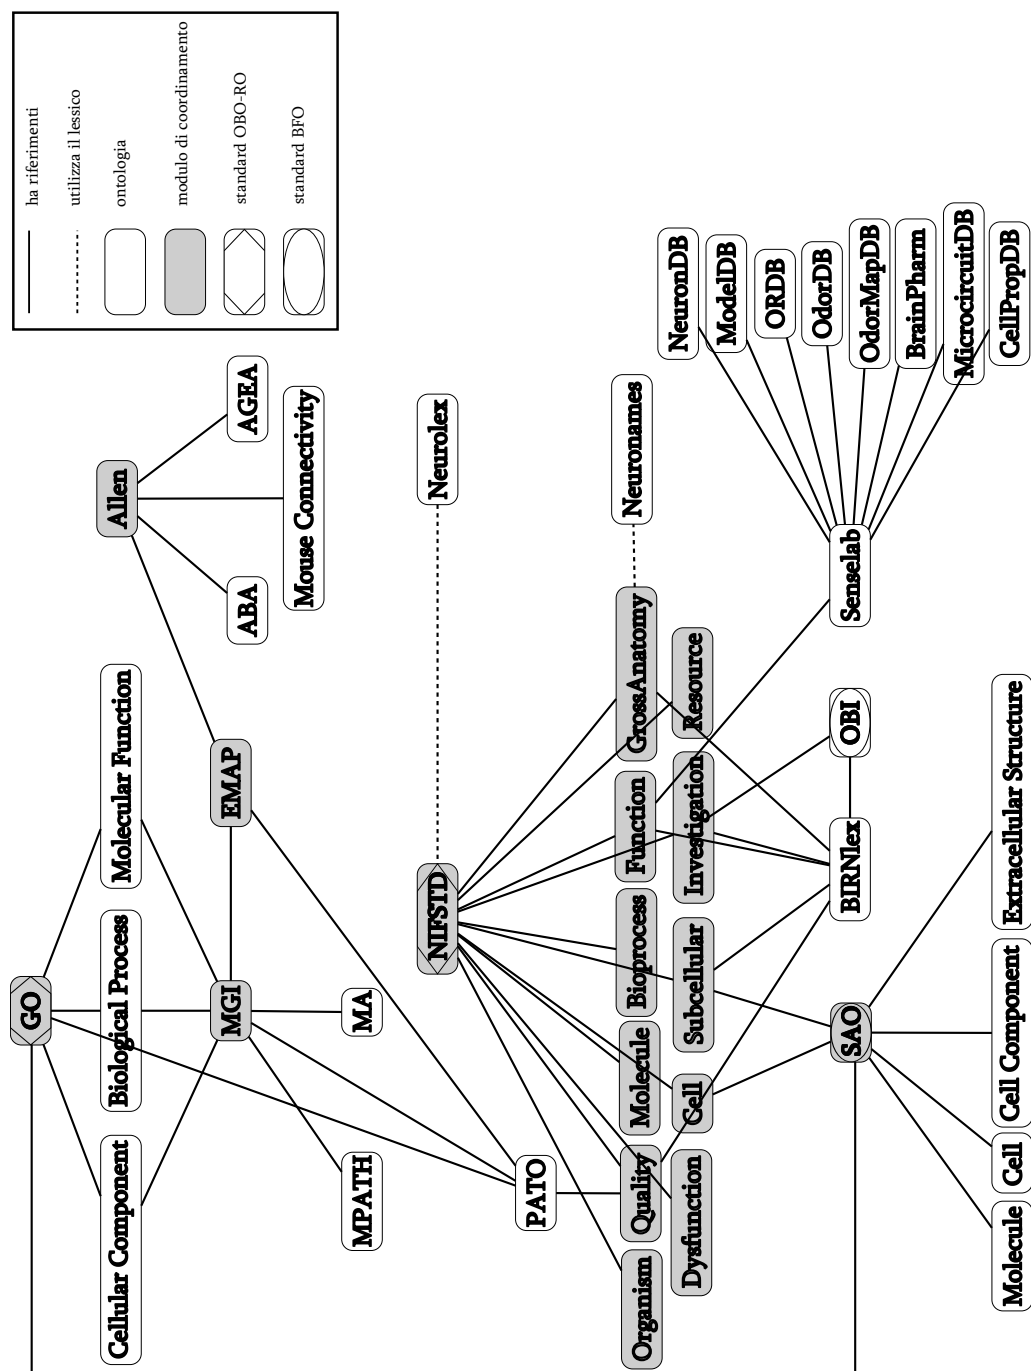 ha riferimenti
utilizza il lessico
ontologia
modulo di coordinamento
standard OBO-RO
standard BFO
GO
Cellular Component
Biological Process
Molecular Function
Allen
MGI
EMAP
ABA
AGEA
Mouse Connectivity
MPATH
MA
NIFSTD
Neurolex
PATO
Organism
Quality
Molecule
Bioprocess
Function
GrossAnatomy
Neuronames
Dysfunction
Cell
Subcellular
Investigation
Resource
NeuronDB
ModelDB
ORDB
OdorDB
OdorMapDB
BrainPharm
MicrocircuitDB
CellPropDB
SAO
BIRNlex
OBI
Senselab
Molecule
Cell
Cell Component
Extracellular Structure